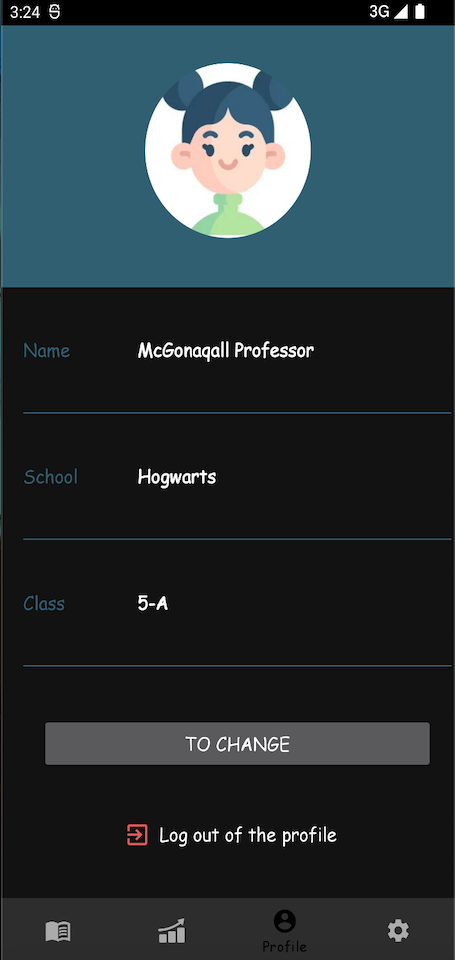 3:24
3G
Name McGonaqall Professor
School Hogwarts
Class 5-A
TO CHANGE
Log out of the profile
Profile